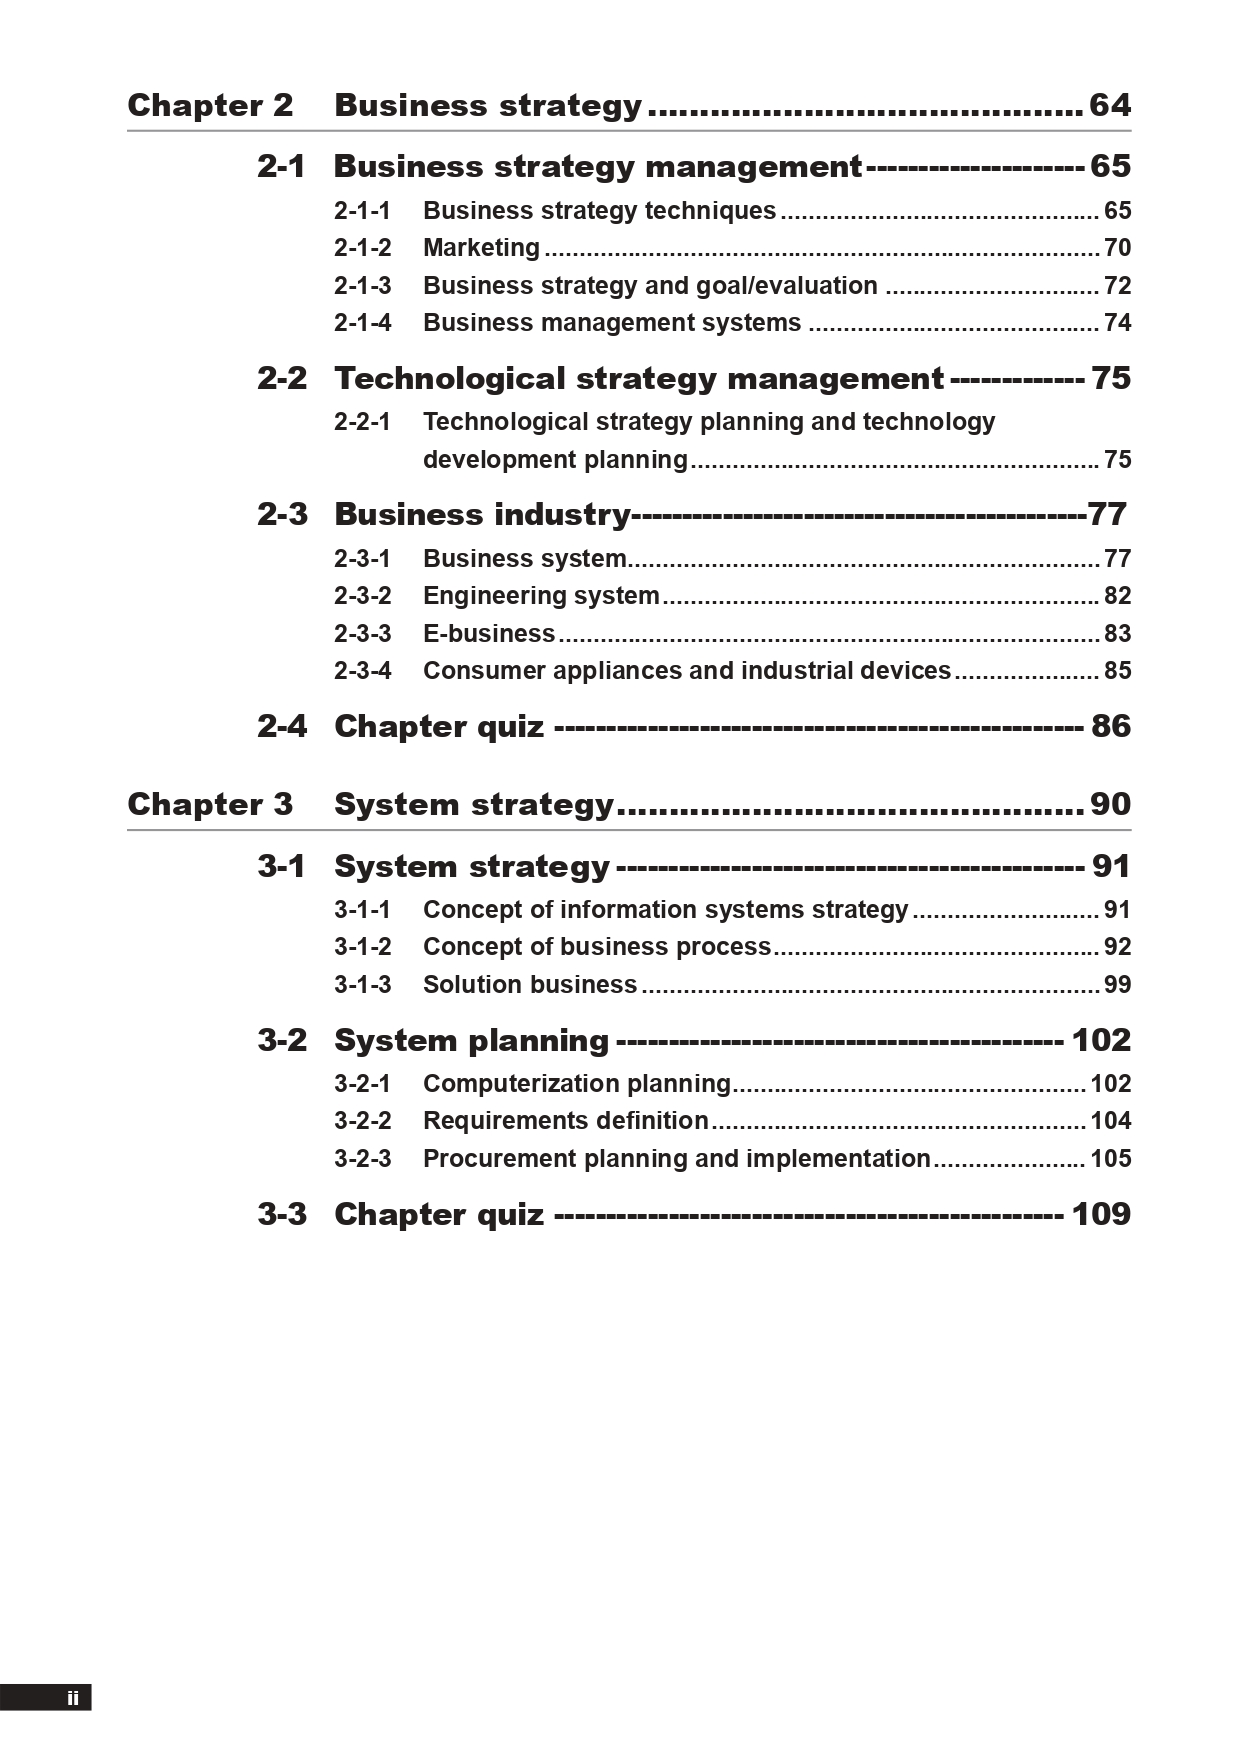 Chapter 2 Business strategy.......................................... 64
2-1 Business strategy management--------------------- 65
2-1-1 Business strategy techniques.............................................. 65
2-1-2 Marketing................................................................................ 70
2-1-3 Business strategy and goal/evaluation ............................... 72
2-1-4 Business management systems .......................................... 74
2-2 Technological strategy management------------- 75
2-2-1 Technological strategy planning and technology
development planning........................................................... 75
2-3 Business industry---------------------------------------------77
2-3-1 Business system.................................................................... 77
2-3-2 Engineering system............................................................... 82
2-3-3 E-business.............................................................................. 83
2-3-4 Consumer appliances and industrial devices..................... 85
2-4 Chapter quiz --------------------------------------------------- 86
Chapter 3 System strategy............................................. 90
3-1 System strategy --------------------------------------------- 91
3-1-1 Concept of information systems strategy........................... 91
3-1-2 Concept of business process............................................... 92
3-1-3 Solution business.................................................................. 99
3-2 System planning ------------------------------------------- 102
3-2-1 Computerization planning................................................... 102
3-2-2 Requirements definition...................................................... 104
3-2-3 Procurement planning and implementation...................... 105
3-3 Chapter quiz ------------------------------------------------- 109
ii